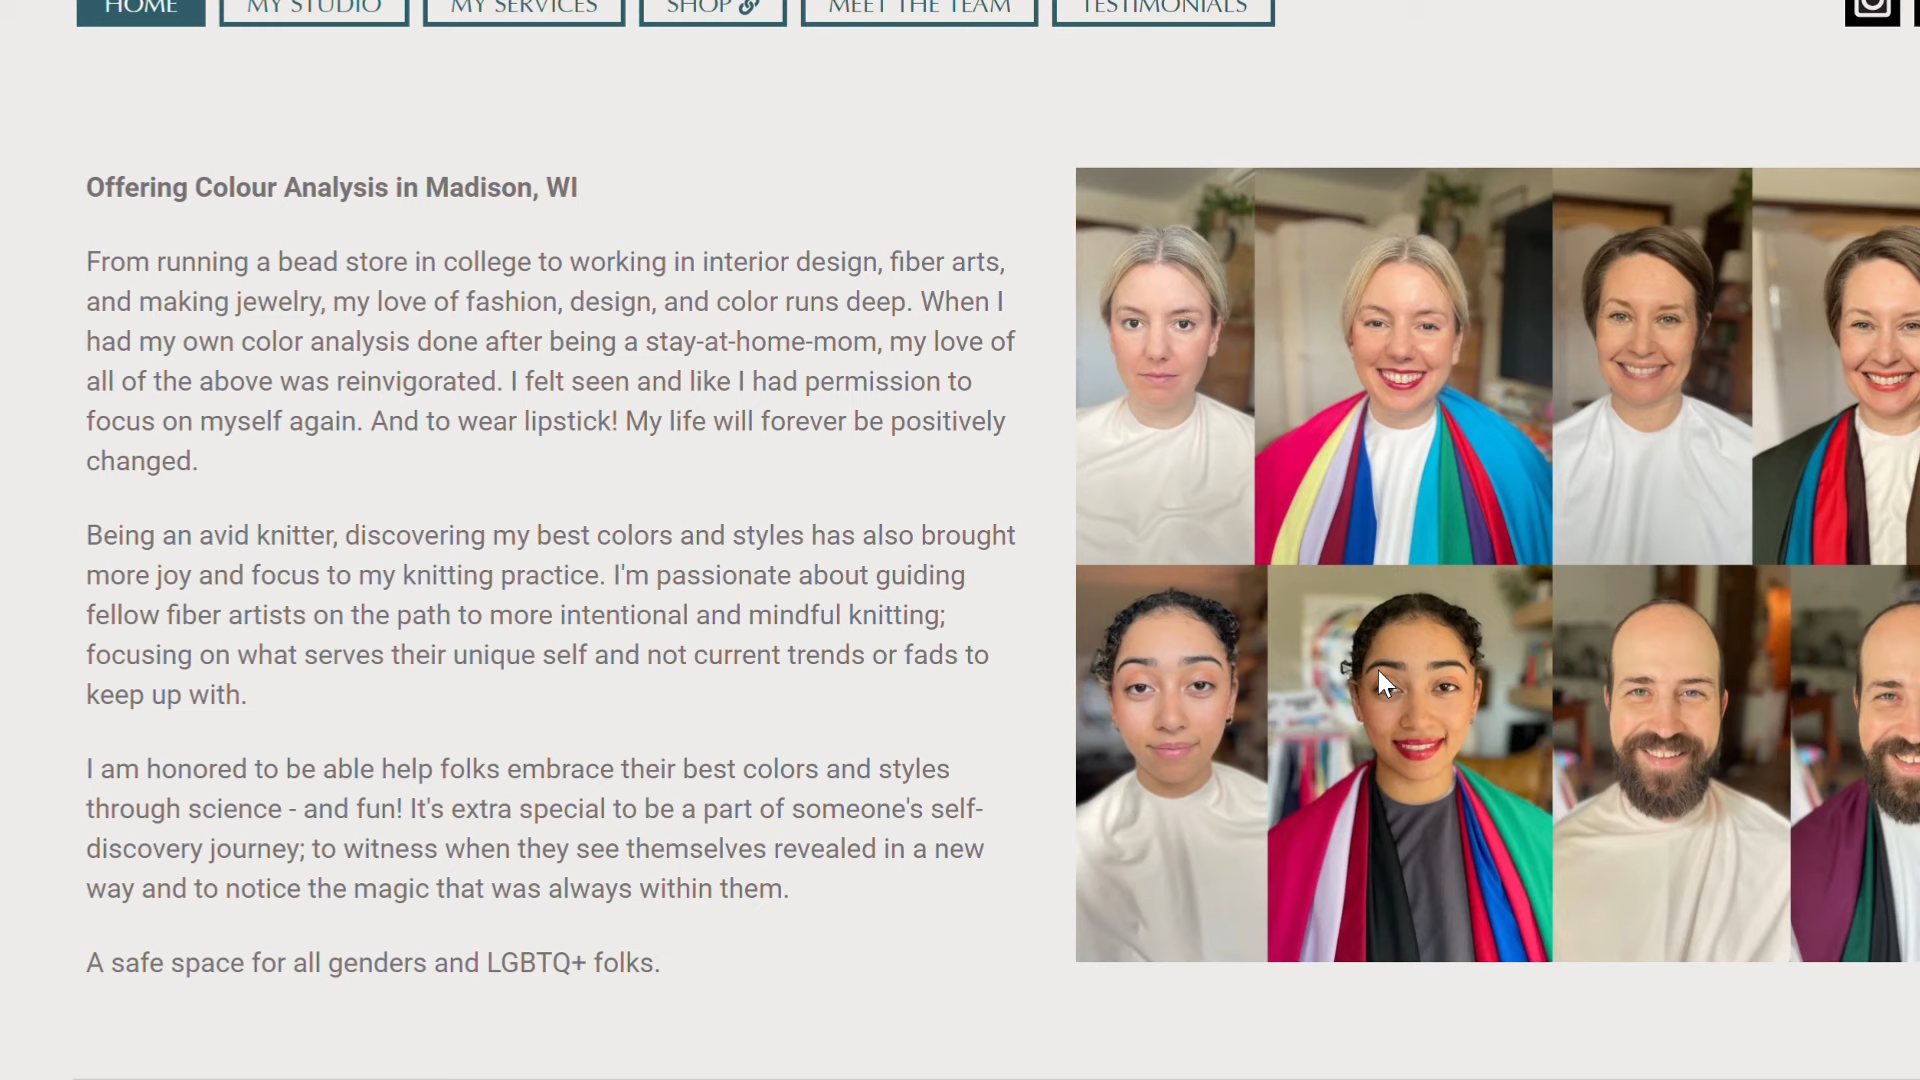 HOME
MY STUDIO
MY SERVICES
SHOP
MEET THE TEAM
TESTIMONIALS
Offering Colour Analysis in Madison, WI
From running a bead store in college to working in interior design, fiber arts,
and making jewelry, my love of fashion, design, and color runs deep. When I
had my own color analysis done after being a stay-at-home-mom, my love of
all of the above was reinvigorated. I felt seen and like I had permission to
focus on myself again. And to wear lipstick! My life will forever be positively
changed.
Being an avid knitter, discovering my best colors and styles has also brought
more joy and focus to my knitting practice. I'm passionate about guiding
fellow fiber artists on the path to more intentional and mindful knitting;
focusing on what serves their unique self and not current trends or fads to
keep up with.
I am honored to be able help folks embrace their best colors and styles
through science - and fun! It's extra special to be a part of someone's self-
discovery journey; to witness when they see themselves revealed in a new
way and to notice the magic that was always within them.
A safe space for all genders and LGBTQ+ folks.